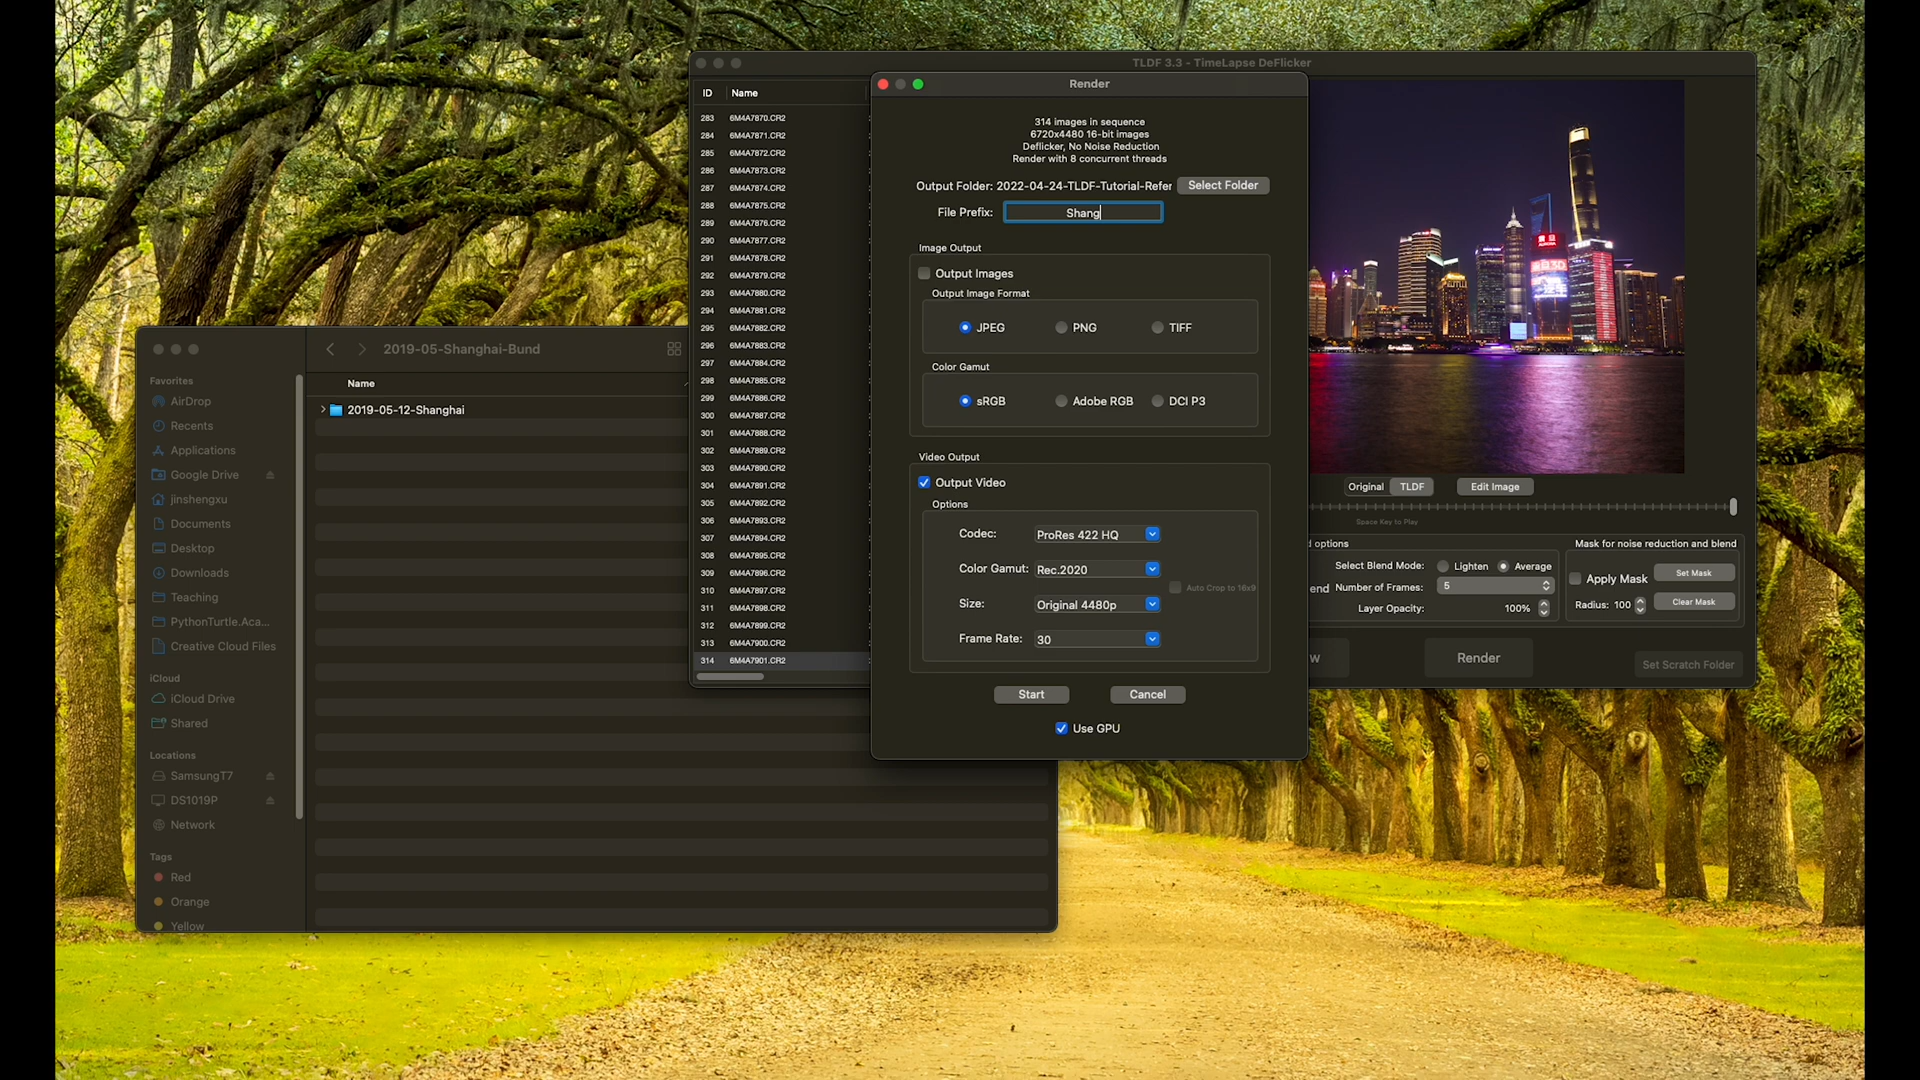 TLDF 3.3 - TimeLapse DeFlicker
ID Name
283 6M4A7870.CR2
284 6M4A7871.CR2
285 6M4A7872.CR2
286 6M4A7873.CR2
287 6M4A7874.CR2
288 6M4A7875.CR2
289 6M4A7876.CR2
290 6M4A7877.CR2
291 6M4A7878.CR2
292 6M4A7879.CR2
293 6M4A7880.CR2
294 6M4A7881.CR2
295 6M4A7882.CR2
296 6M4A7883.CR2
297 6M4A7884.CR2
298 6M4A7885.CR2
299 6M4A7886.CR2
300 6M4A7887.CR2
301 6M4A7888.CR2
302 6M4A7889.CR2
303 6M4A7890.CR2
304 6M4A7891.CR2
305 6M4A7892.CR2
306 6M4A7893.CR2
307 6M4A7894.CR2
308 6M4A7895.CR2
309 6M4A7896.CR2
310 6M4A7897.CR2
311 6M4A7898.CR2
312 6M4A7899.CR2
313 6M4A7900.CR2
314 6M4A7901.CR2
Render
314 images in sequence
6720x4480 16-bit images
Deflicker, No Noise Reduction
Render with 8 concurrent threads
Output Folder: 2022-04-24-TLDF-Tutorial-Refer Select Folder
File Prefix: Shang
Image Output
Output Images
Output Image Format
JPEG PNG TIFF
Color Gamut
sRGB Adobe RGB DCI P3
Video Output
Output Video
Options
Codec: ProRes 422 HQ
Color Gamut: Rec.2020
Auto Crop to 16x9
Size: Original 4480p
Frame Rate: 30
Start Cancel
Use GPU
Original TLDF Edit Image
Space Key to Play
d options
Select Blend Mode: Lighten Average
end Number of Frames: 5
Layer Opacity: 100%
Mask for noise reduction and blend
Apply Mask Set Mask
Radius: 100 Clear Mask
w Render Set Scratch Folder
2019-05-Shanghai-Bund
Name
2019-05-12-Shanghai
Favorites
AirDrop
Recents
Applications
Google Drive
jinshengxu
Documents
Desktop
Downloads
Teaching
PythonTurtle.Aca...
Creative Cloud Files
iCloud
iCloud Drive
Shared
Locations
SamsungT7
DS1019P
Network
Tags
Red
Orange
Yellow